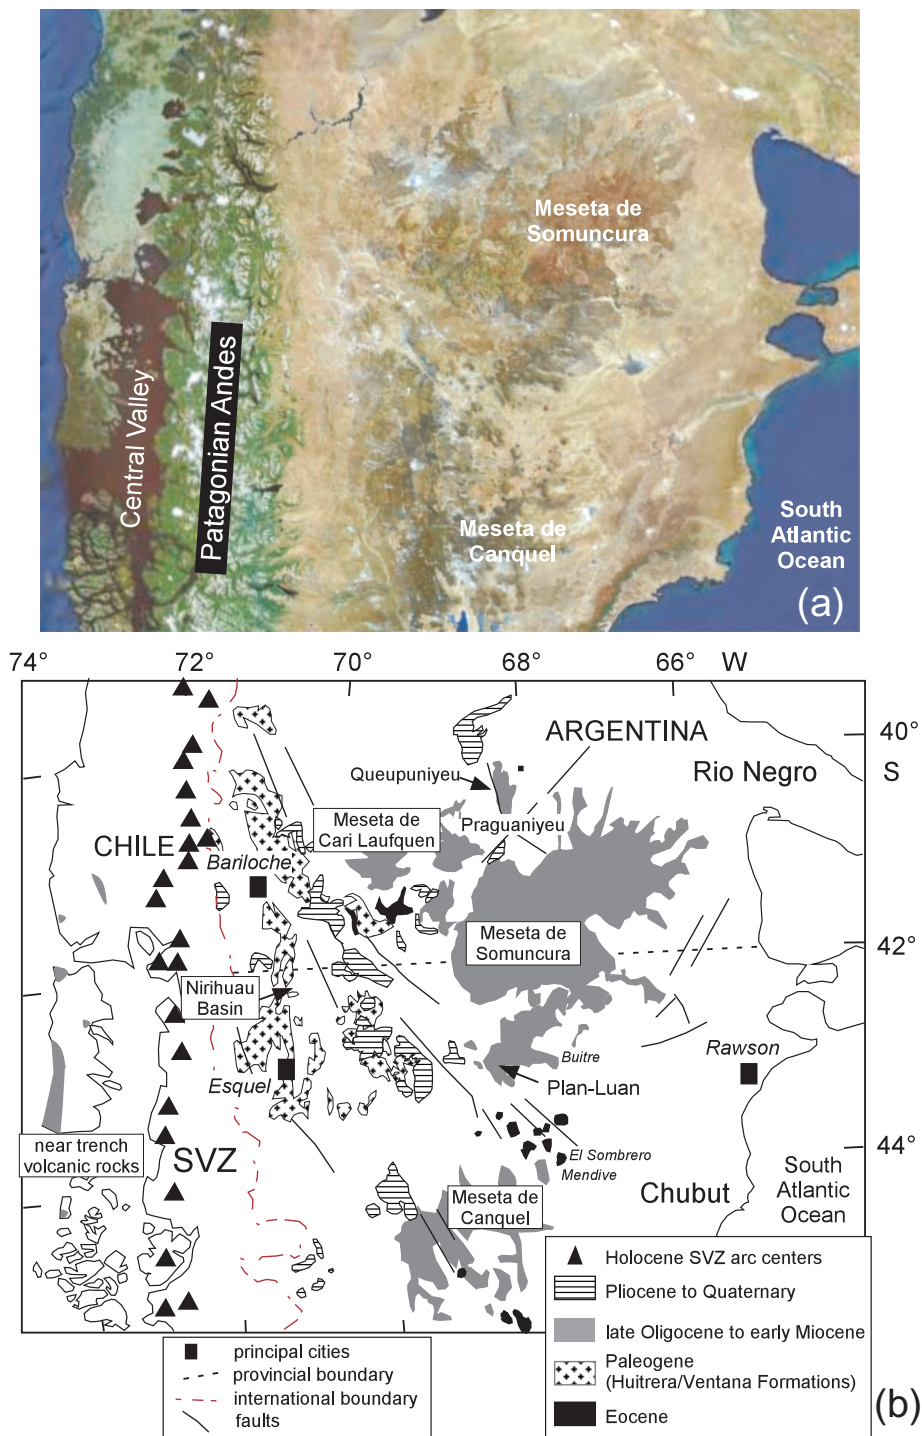 Meseta de
Somuncura
Central Valley
Patagonian Andes
Meseta de
Canquel
South
Atlantic
Ocean
(a)
74°
72°
70°
68°
66°
W
40°
S
ARGENTINA
Rio Negro
Queupuniyeu
Meseta de
Cari Laufquen
Praguaniyeu
CHILE
Bariloche
42°
Meseta de
Somuncura
Nirihuau
Basin
Buitre
Rawson
Plan-Luan
Esquel
near trench
volcanic rocks
SVZ
44°
El Sombrero
Mendive
Chubut
South
Atlantic
Ocean
Meseta de
Canquel
Holocene SVZ arc centers
Pliocene to Quaternary
late Oligocene to early Miocene
Paleogene
(Huitrera/Ventana Formations)
Eocene
principal cities
provincial boundary
international boundary
faults
(b)